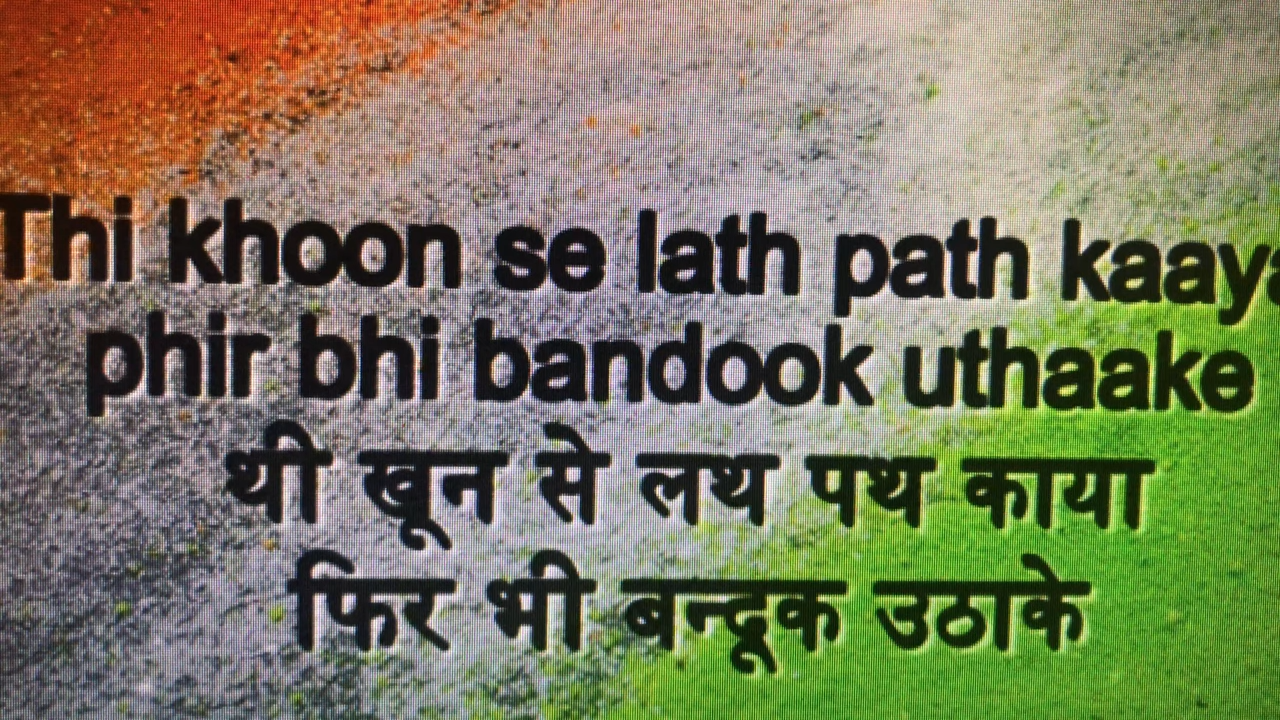 Thi khoon se lath path kaaya
phir bhi bandook uthaake
थी खून से लथ पथ काया
फिर भी बन्दूक उठाके